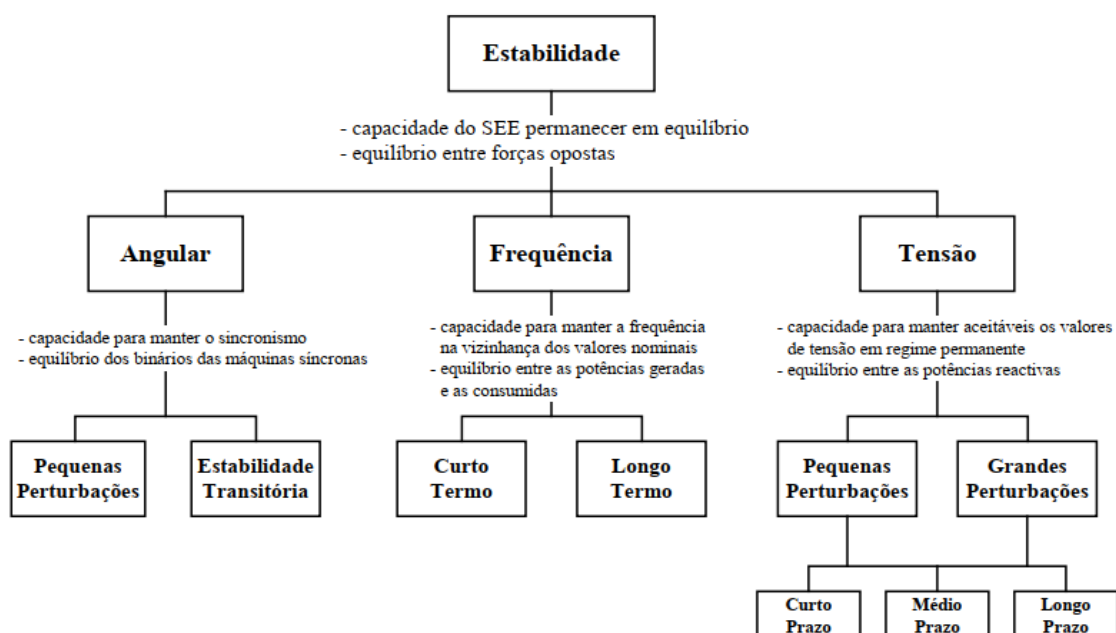 Estabilidade
- capacidade do SEE permanecer em equilíbrio
- equilíbrio entre forças opostas
Angular
- capacidade para manter o sincronismo
- equilíbrio dos binários das máquinas síncronas
Pequenas
Perturbações
Estabilidade
Transitória
Frequência
- capacidade para manter a frequência
na vizinhança dos valores nominais
- equilíbrio entre as potências geradas
e as consumidas
Curto
Termo
Longo
Termo
Tensão
- capacidade para manter aceitáveis os valores
de tensão em regime permanente
- equilíbrio entre as potências reactivas
Pequenas
Perturbações
Grandes
Perturbações
Curto
Prazo
Médio
Prazo
Longo
Prazo